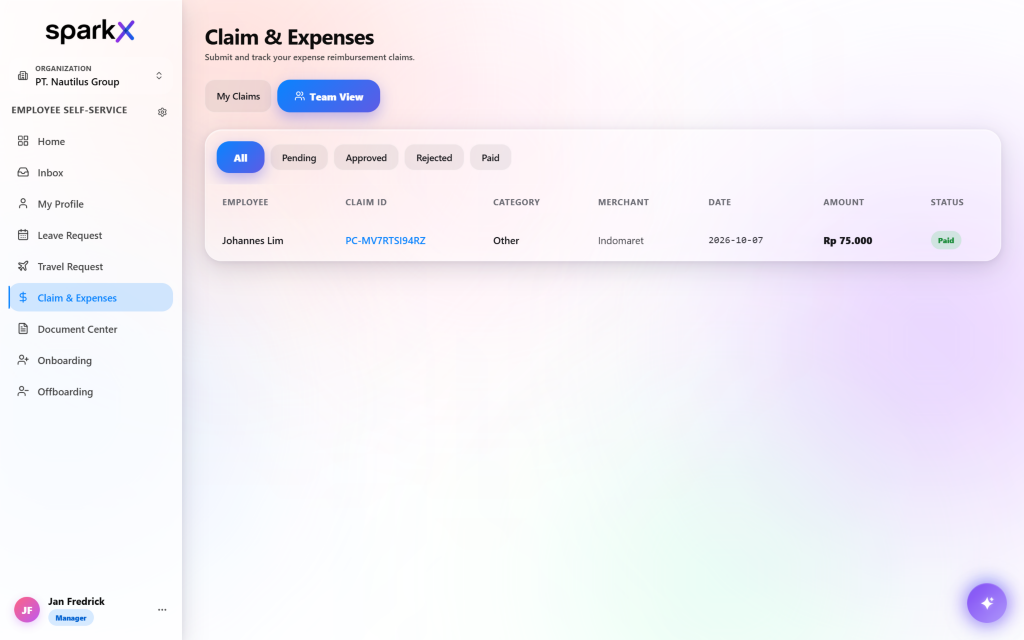 sparkX
ORGANIZATION
PT. Nautilus Group
EMPLOYEE SELF-SERVICE
Home
Inbox
My Profile
Leave Request
Travel Request
Claim & Expenses
Document Center
Onboarding
Offboarding
JF
Jan Fredrick
Manager
Claim & Expenses
Submit and track your expense reimbursement claims.
My Claims
Team View
All
Pending
Approved
Rejected
Paid
EMPLOYEE CLAIM ID CATEGORY MERCHANT DATE AMOUNT STATUS
Johannes Lim PC-MV7RTSI94RZ Other Indomaret 2026-10-07 Rp 75.000 Paid